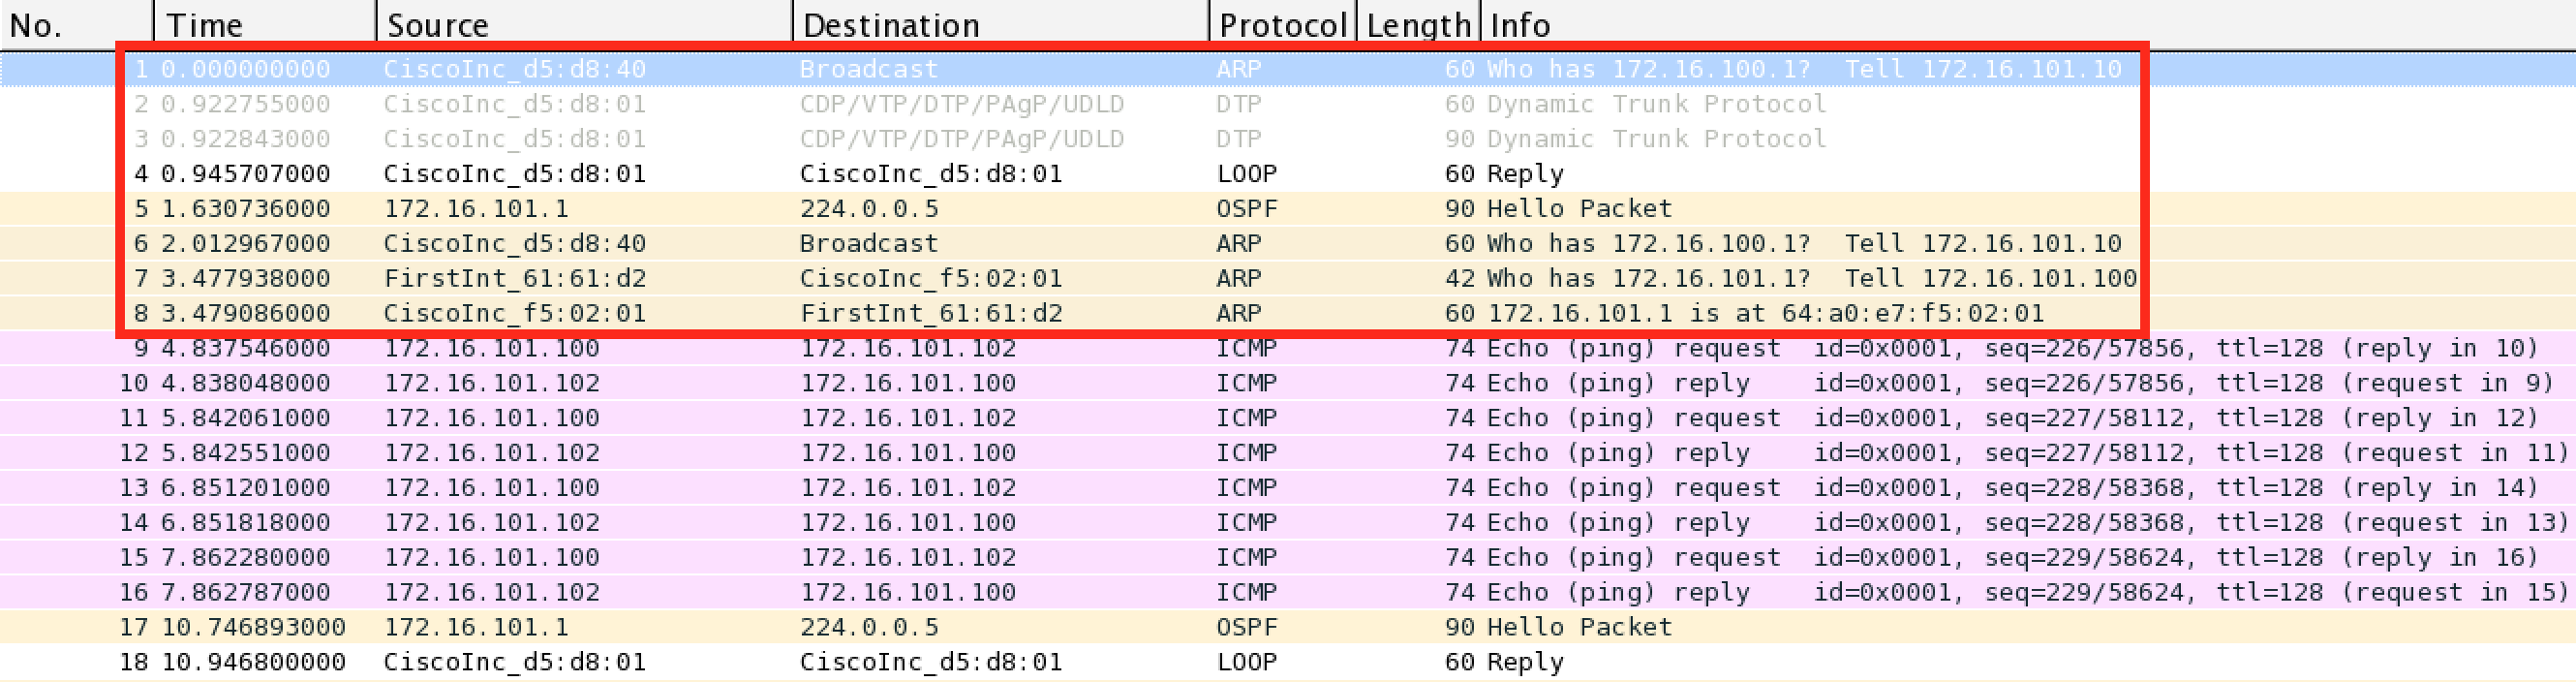 No. Time Source Destination Protocol Length Info
1 0.000000000 CiscoInc_d5:d8:40 Broadcast ARP 60 Who has 172.16.100.1? Tell 172.16.101.10
2 0.922755000 CiscoInc_d5:d8:01 CDP/VTP/DTP/PAgP/UDLD DTP 60 Dynamic Trunk Protocol
3 0.922843000 CiscoInc_d5:d8:01 CDP/VTP/DTP/PAgP/UDLD DTP 90 Dynamic Trunk Protocol
4 0.945707000 CiscoInc_d5:d8:01 CiscoInc_d5:d8:01 LOOP 60 Reply
5 1.630736000 172.16.101.1 224.0.0.5 OSPF 90 Hello Packet
6 2.012967000 CiscoInc_d5:d8:40 Broadcast ARP 60 Who has 172.16.100.1? Tell 172.16.101.10
7 3.477938000 FirstInt_61:61:d2 CiscoInc_f5:02:01 ARP 42 Who has 172.16.101.1? Tell 172.16.101.100
8 3.479086000 CiscoInc_f5:02:01 FirstInt_61:61:d2 ARP 60 172.16.101.1 is at 64:a0:e7:f5:02:01
9 4.837546000 172.16.101.100 172.16.101.102 ICMP 74 Echo (ping) request id=0x0001, seq=226/57856, ttl=128 (reply in 10)
10 4.838048000 172.16.101.102 172.16.101.100 ICMP 74 Echo (ping) reply id=0x0001, seq=226/57856, ttl=128 (request in 9)
11 5.842061000 172.16.101.100 172.16.101.102 ICMP 74 Echo (ping) request id=0x0001, seq=227/58112, ttl=128 (reply in 12)
12 5.842551000 172.16.101.102 172.16.101.100 ICMP 74 Echo (ping) reply id=0x0001, seq=227/58112, ttl=128 (request in 11)
13 6.851201000 172.16.101.100 172.16.101.102 ICMP 74 Echo (ping) request id=0x0001, seq=228/58368, ttl=128 (reply in 14)
14 6.851818000 172.16.101.102 172.16.101.100 ICMP 74 Echo (ping) reply id=0x0001, seq=228/58368, ttl=128 (request in 13)
15 7.862280000 172.16.101.100 172.16.101.102 ICMP 74 Echo (ping) request id=0x0001, seq=229/58624, ttl=128 (reply in 16)
16 7.862787000 172.16.101.102 172.16.101.100 ICMP 74 Echo (ping) reply id=0x0001, seq=229/58624, ttl=128 (request in 15)
17 10.746893000 172.16.101.1 224.0.0.5 OSPF 90 Hello Packet
18 10.946800000 CiscoInc_d5:d8:01 CiscoInc_d5:d8:01 LOOP 60 Reply